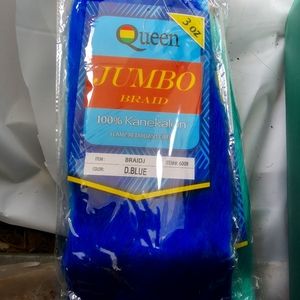 Queen
3 oz.
JUMBO
BRAID
100% Kanekalon
ITEM : BRAIDJ
COLOR: D.BLUE